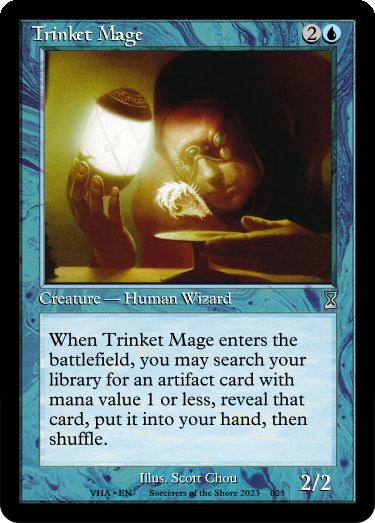 Trinket Mage 2
Creature — Human Wizard
When Trinket Mage enters the
battlefield, you may search your
library for an artifact card with
mana value 1 or less, reveal that
card, put it into your hand, then
shuffle.
Illus. Scott Chou
2/2
VHA • EN Sorcerers of the Shore 2023 023